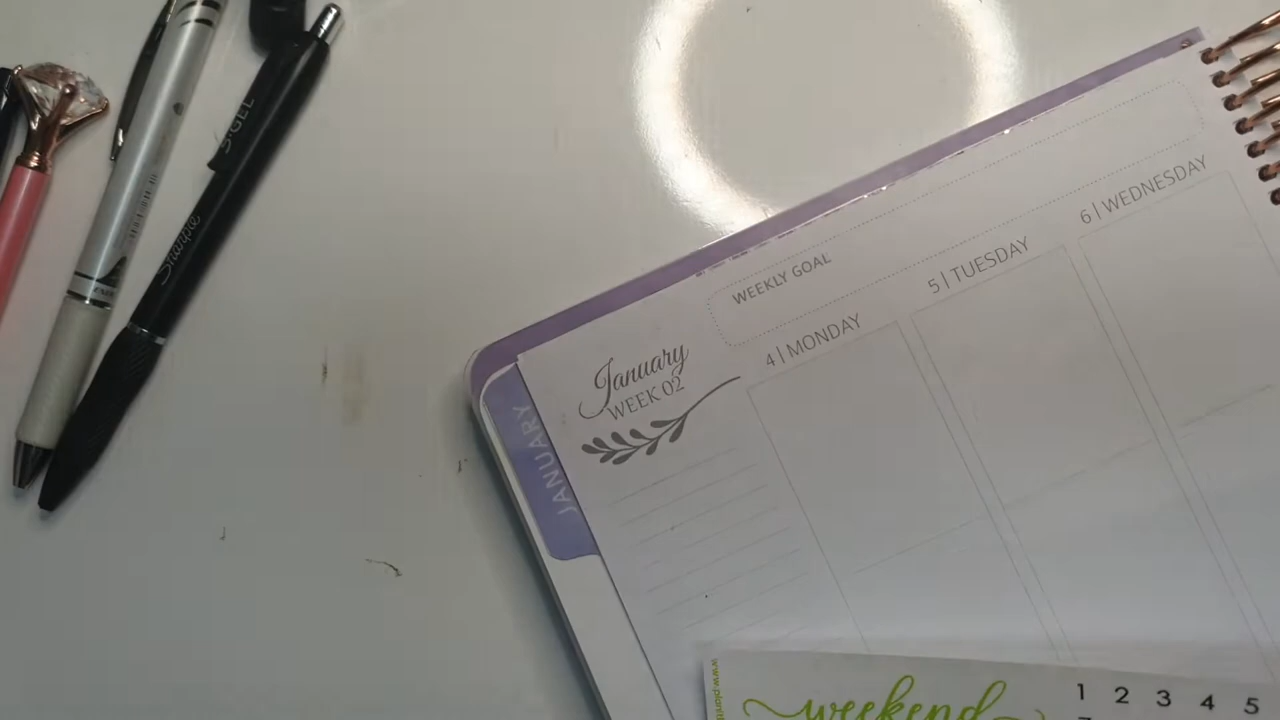 S·GEL
Sharpie
WEEKLY GOAL
January
WEEK 02
JANUARY
4 | MONDAY
5 | TUESDAY
6 | WEDNESDAY
weekend
1 2 3 4 5